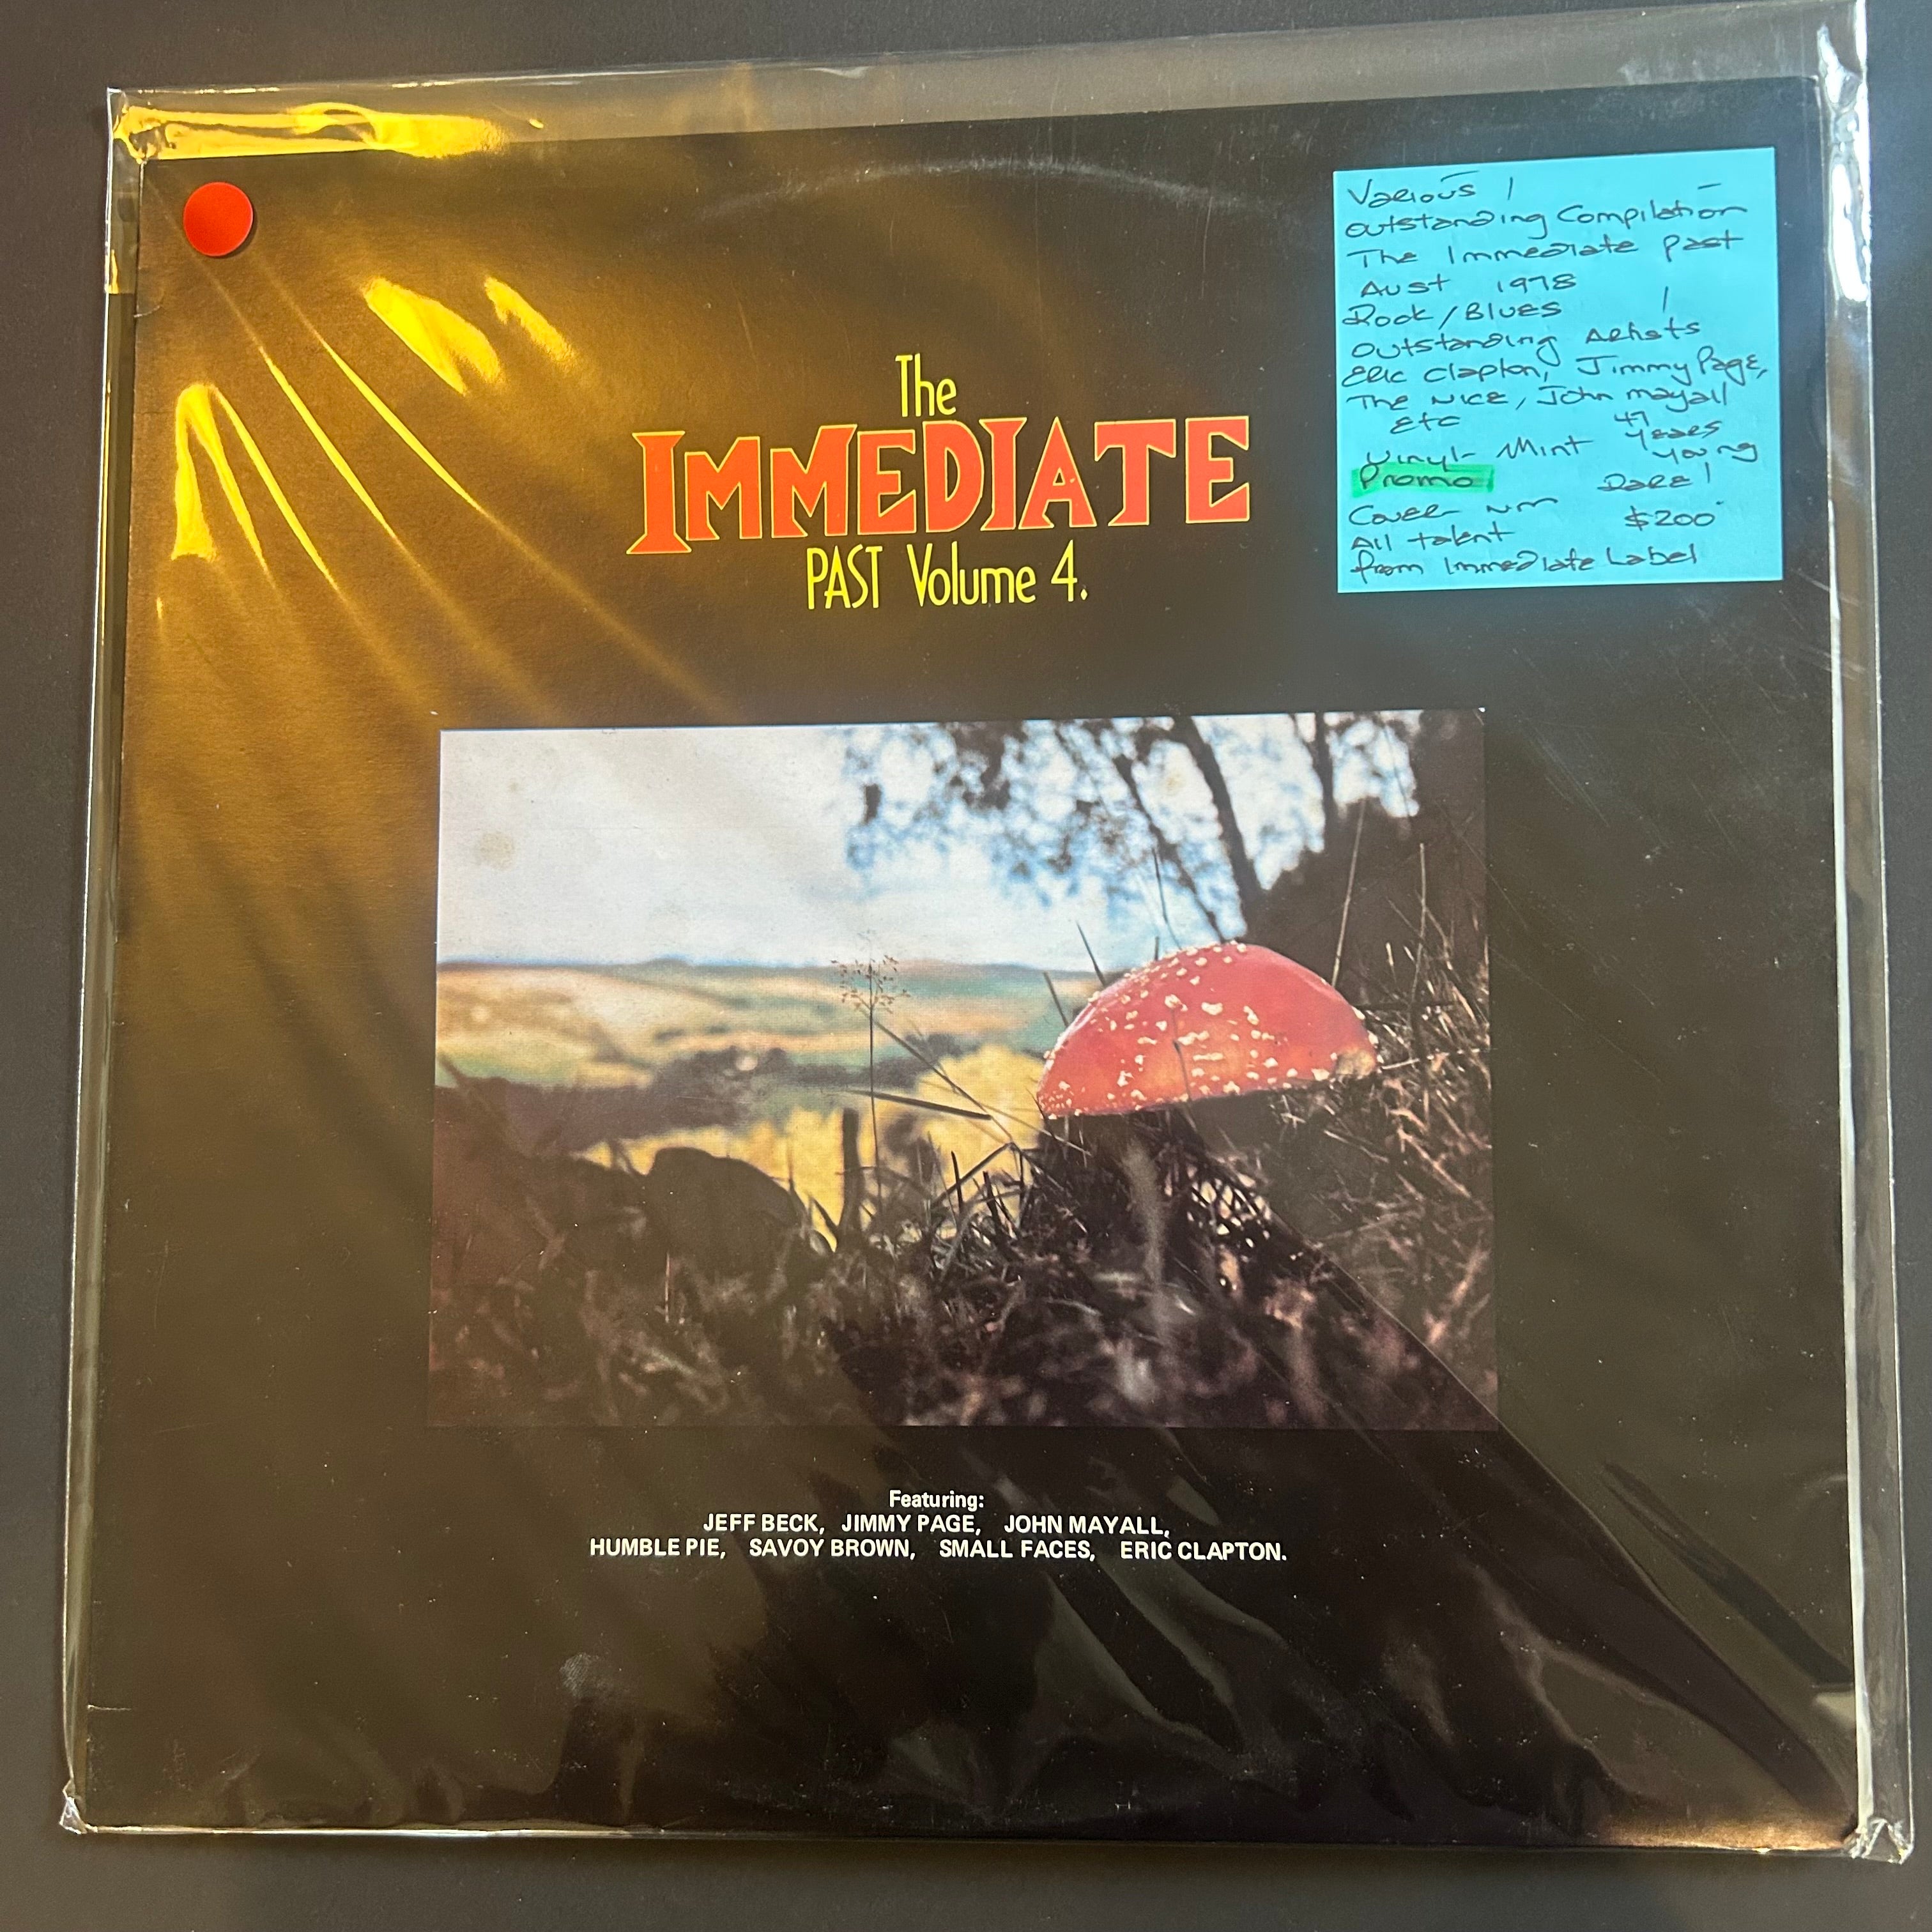 The
IMMEDIATE
PAST Volume 4.
Various !
Outstanding Compilation
The Immediate past
Aust 1978
Rock/Blues !
Outstanding Artists
Eric Clapton, Jimmy Page,
The Nice, John mayall
Etc 47
Vinyl- Mint Years
Young
Promo Rare!
Cover NM $200
All talent
from Immediate Label
Featuring:
JEFF BECK, JIMMY PAGE, JOHN MAYALL,
HUMBLE PIE, SAVOY BROWN, SMALL FACES, ERIC CLAPTON.